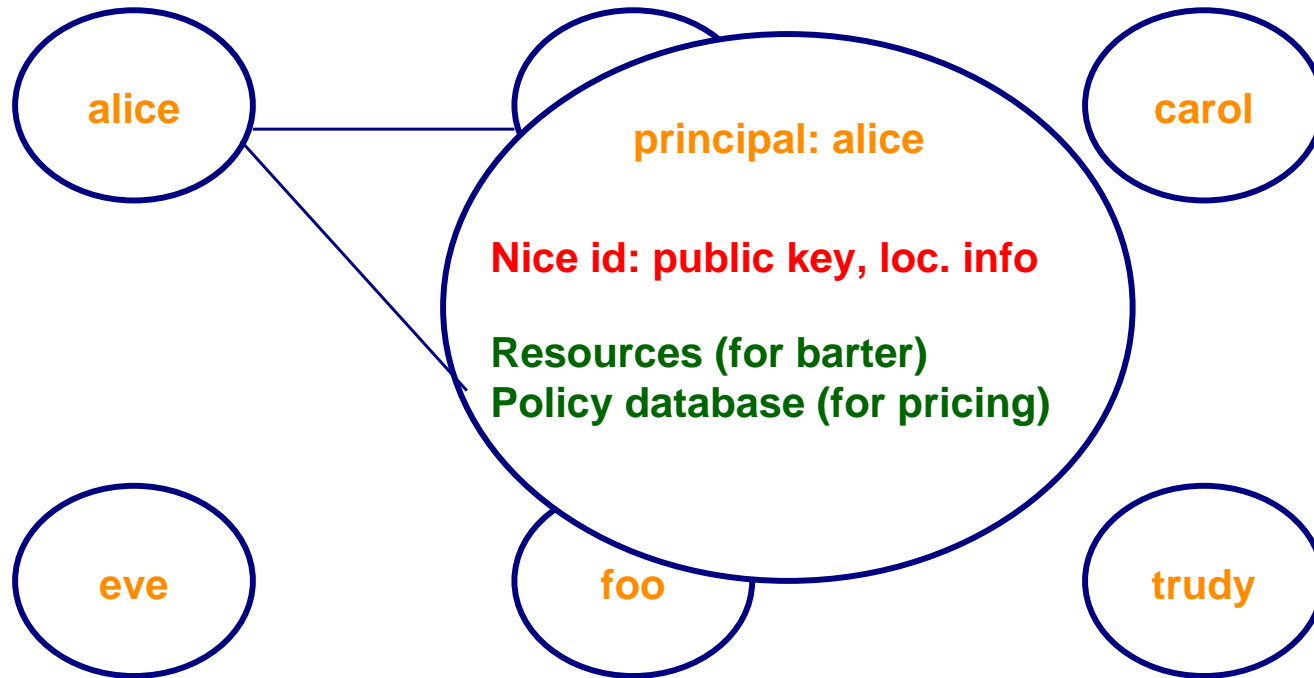 alice
carol
principal: alice
Nice id: public key, loc. info
Resources (for barter)
Policy database (for pricing)
eve
foo
trudy